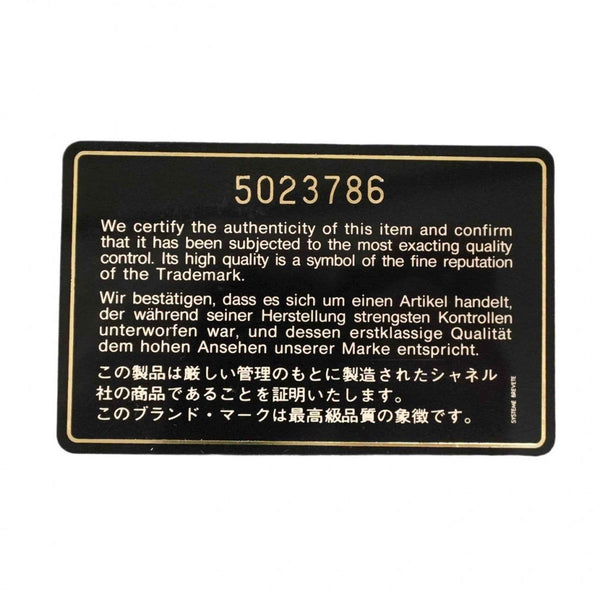 5023786
We certify the authenticity of this item and confirm
that it has been subjected to the most exacting quality
control. Its high quality is a symbol of the fine reputation
of the Trademark.
Wir bestätigen, dass es sich um einen Artikel handelt,
der während seiner Herstellung strengsten Kontrollen
unterworfen war, und dessen erstklassige Qualität
dem hohen Ansehen unserer Marke entspricht.
この製品は厳しい管理のもとに製造されたシャネル
社の商品であることを証明いたします。
このブランド・マークは最高級品質の象徴です。
SYSTEME BREVETE